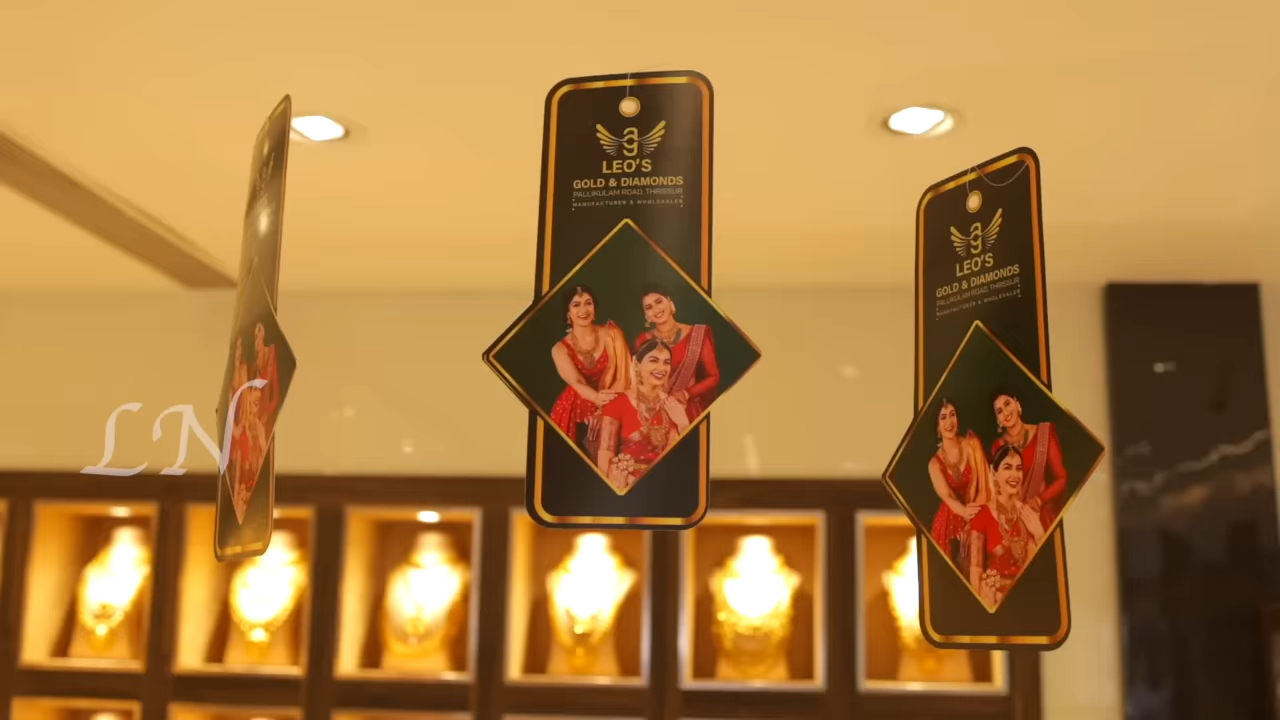 LEO'S
GOLD & DIAMONDS
PALLIKULAM ROAD, THRISSUR
MANUFACTURER & WHOLESALER
LEO'S
GOLD & DIAMONDS
PALLIKULAM ROAD, THRISSUR
MANUFACTURER & WHOLESALER
LN